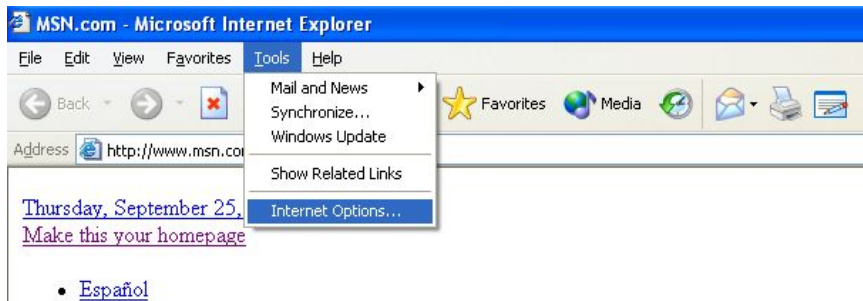 MSN.com - Microsoft Internet Explorer
File Edit View Favorites Tools Help
Back Favorites Media
Mail and News
Synchronize...
Windows Update
Show Related Links
Internet Options...
Address http://www.msn.co
Thursday, September 25,
Make this your homepage
Español